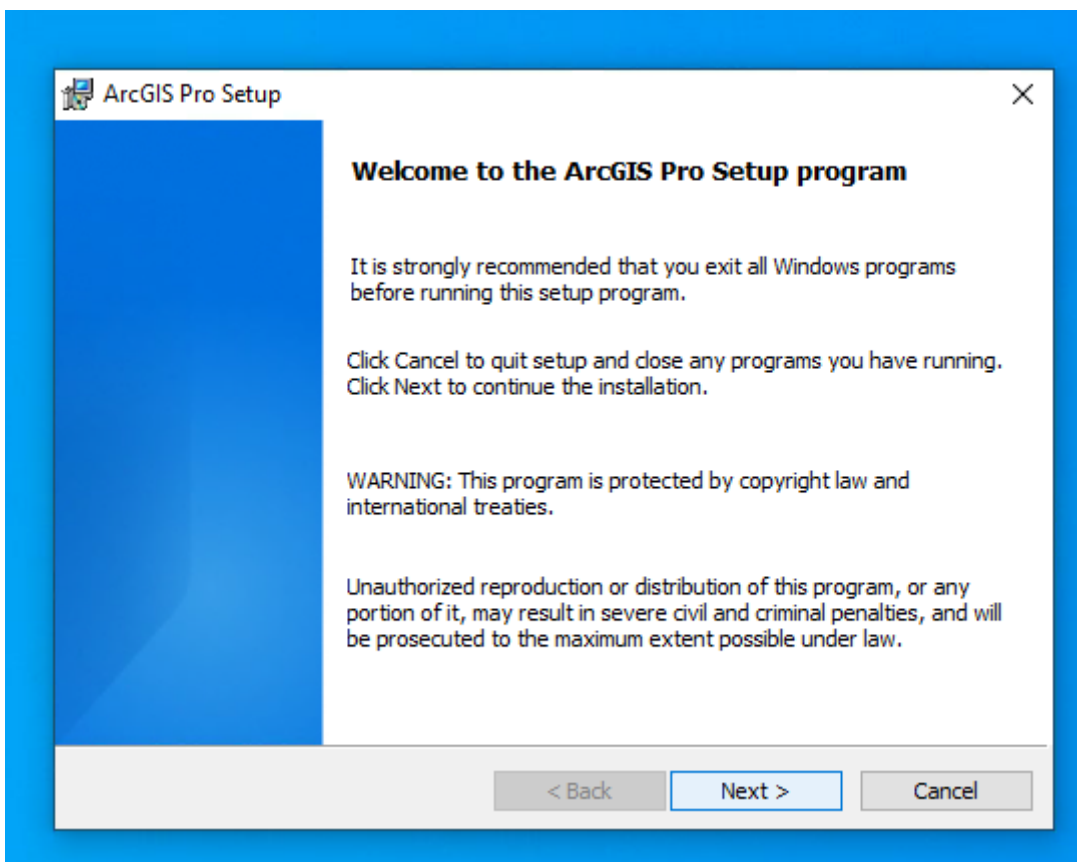 ArcGIS Pro Setup
Welcome to the ArcGIS Pro Setup program
It is strongly recommended that you exit all Windows programs
before running this setup program.
Click Cancel to quit setup and close any programs you have running.
Click Next to continue the installation.
WARNING: This program is protected by copyright law and
international treaties.
Unauthorized reproduction or distribution of this program, or any
portion of it, may result in severe civil and criminal penalties, and will
be prosecuted to the maximum extent possible under law.
< Back
Next >
Cancel